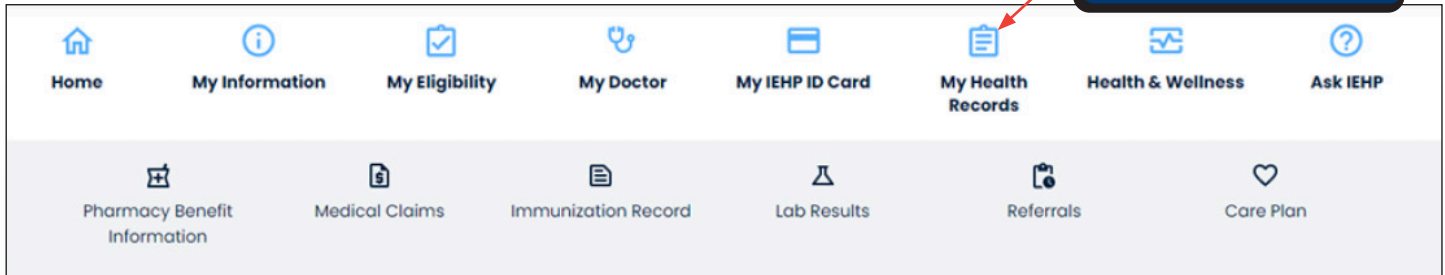 Home My Information My Eligibility My Doctor My IEHP ID Card My Health Records Health & Wellness Ask IEHP
Pharmacy Benefit Information Medical Claims Immunization Record Lab Results Referrals Care Plan